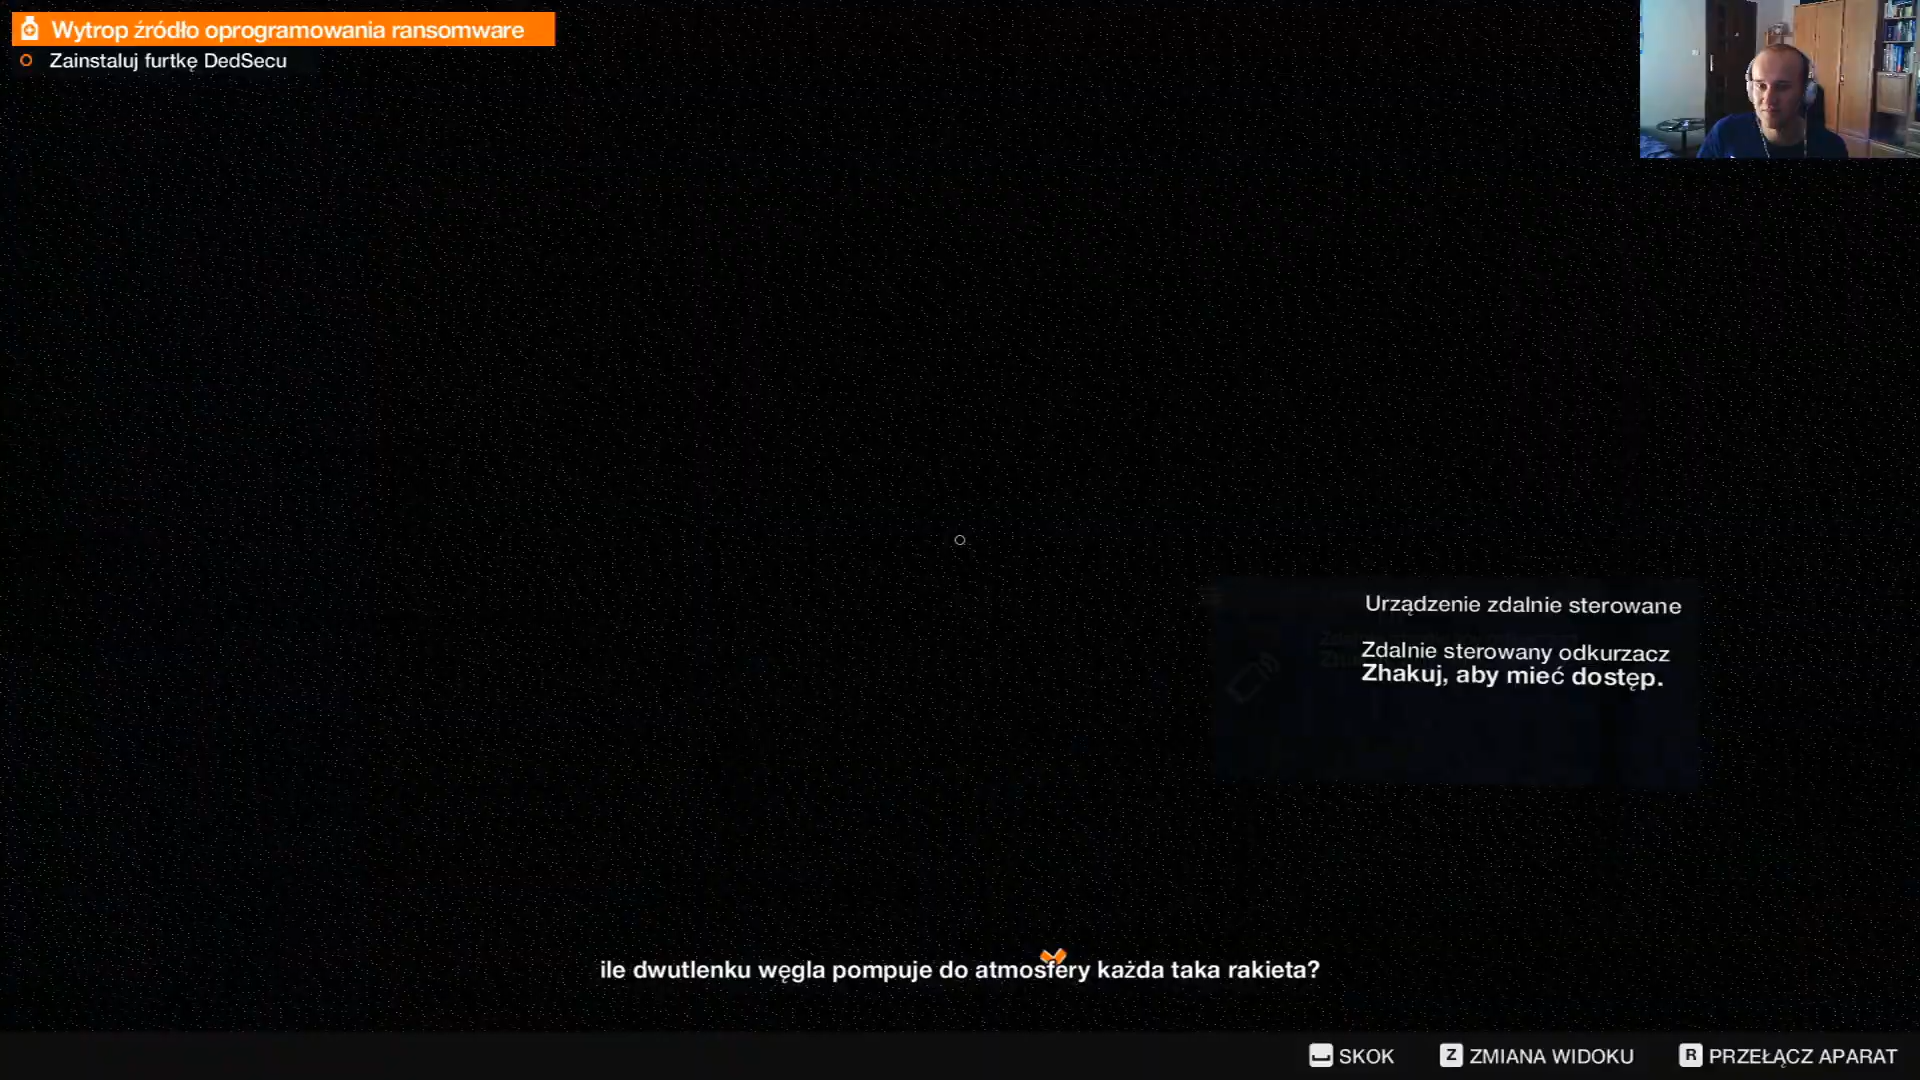 Wytrop źródło oprogramowania ransomware
Zainstaluj furtkę DedSecu
Urządzenie zdalnie sterowane
Zdalnie sterowany odkurzacz
Zhakuj, aby mieć dostęp.
ile dwutlenku węgla pompuje do atmosfery każda taka rakieta?
SKOK
Z ZMIANA WIDOKU
R PRZEŁĄCZ APARAT